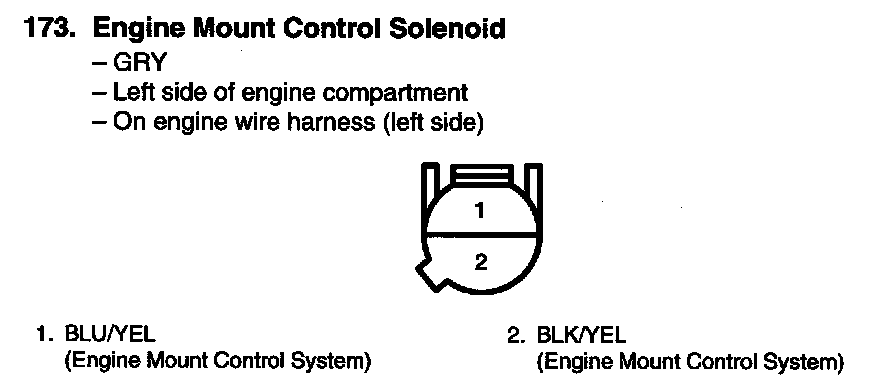 173. Engine Mount Control Solenoid
– GRY
– Left side of engine compartment
– On engine wire harness (left side)
1
2
1. BLU/YEL
(Engine Mount Control System)
2. BLK/YEL
(Engine Mount Control System)